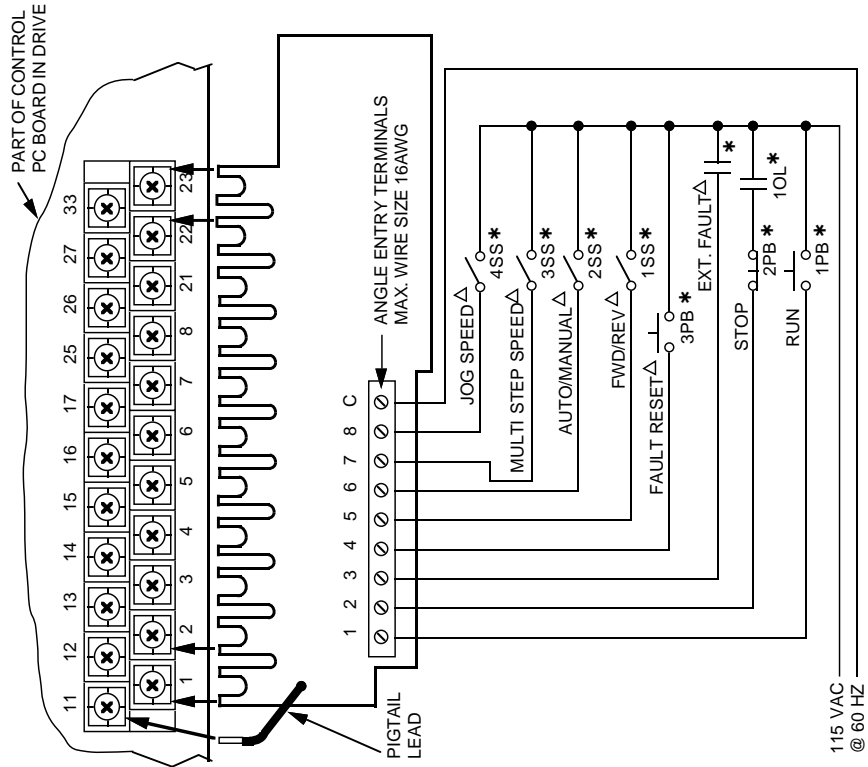 PART OF CONTROL
PC BOARD IN DRIVE
11 12 13 14 15 16 17 25 26 27 33
1 2 3 4 5 6 7 8 21 22 23
PIGTAIL
LEAD
ANGLE ENTRY TERMINALS
MAX. WIRE SIZE 16AWG
1 2 3 4 5 6 7 8 C
JOG SPEED△
4SS*
MULTI STEP SPEED△
3SS*
AUTO/MANUAL△
2SS*
FWD/REV△
1SS*
FAULT RESET△
3PB*
EXT. FAULT△
*
STOP
2PB*
1OL*
RUN
1PB*
115 VAC
@ 60 HZ